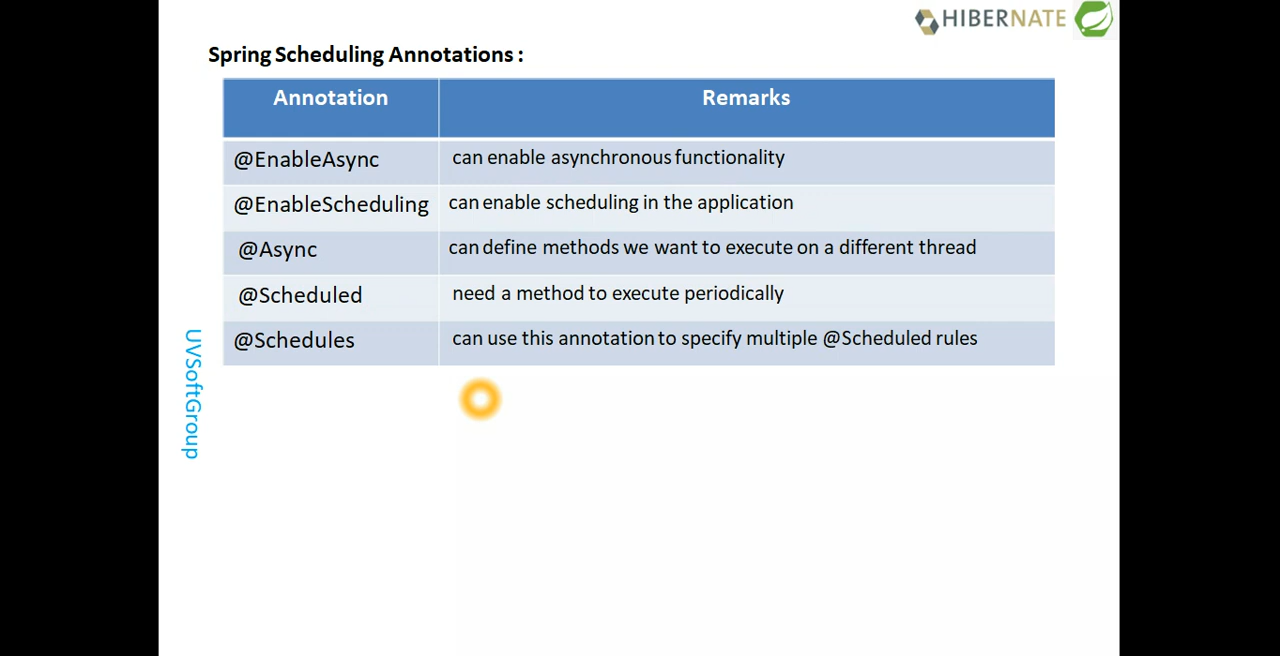 HIBERNATE
Spring Scheduling Annotations :
Annotation Remarks
@EnableAsync can enable asynchronous functionality
@EnableScheduling can enable scheduling in the application
@Async can define methods we want to execute on a different thread
@Scheduled need a method to execute periodically
@Schedules can use this annotation to specify multiple @Scheduled rules
UVSoftGroup